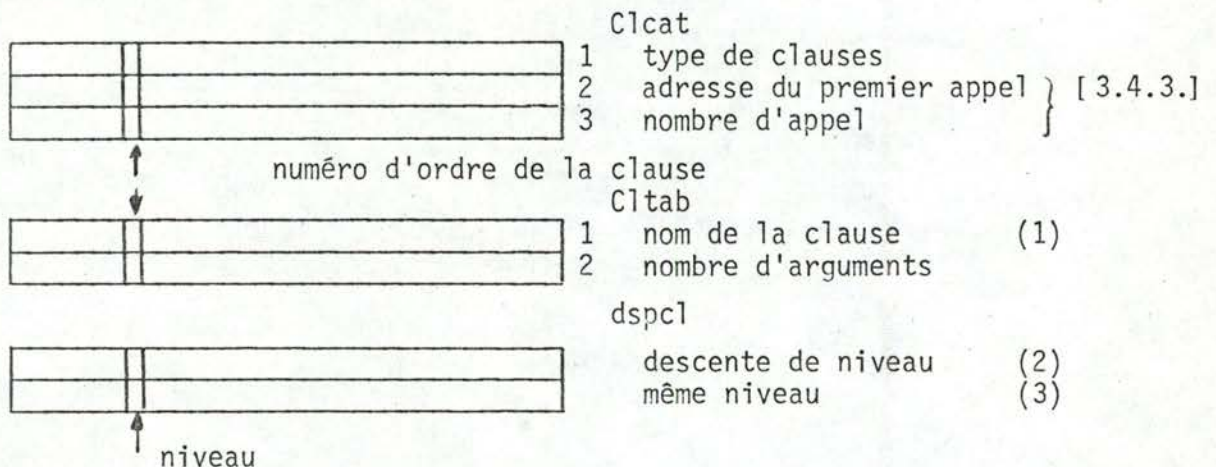 Clcat
1 type de clauses
2 adresse du premier appel } [ 3.4.3.]
3 nombre d'appel
numéro d'ordre de la clause
Cltab
1 nom de la clause (1)
2 nombre d'arguments
dspcl
descente de niveau (2)
même niveau (3)
niveau